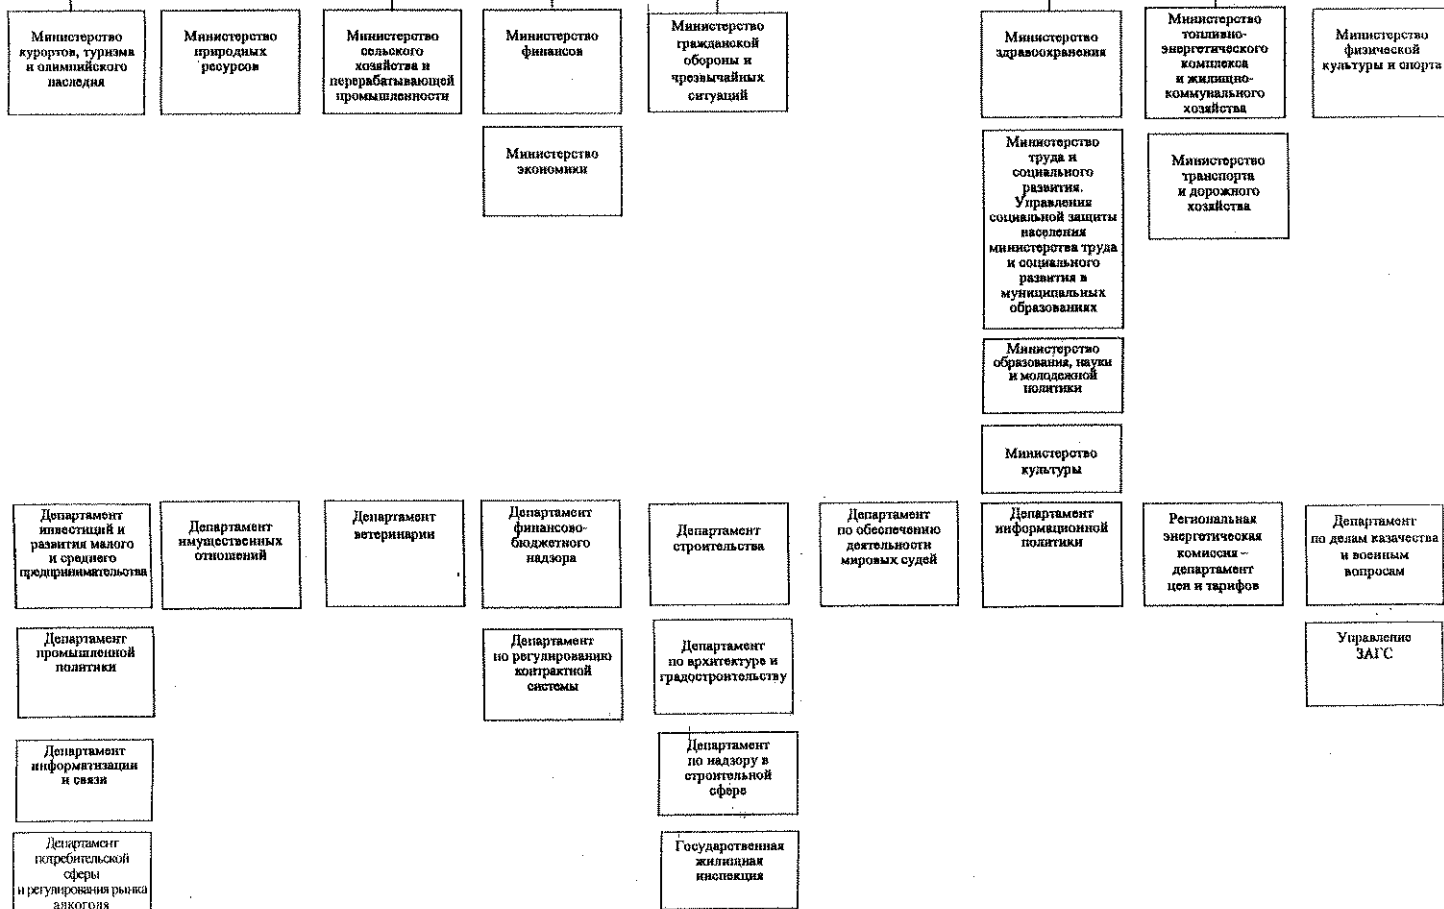 Министерство
курортов, туризма
и олимпийского
наследия
Министерство
природных
ресурсов
Министерство
сельского
хозяйства и
перерабатывающей
промышленности
Министерство
финансов
Министерство
гражданской
обороны и
чрезвычайных
ситуаций
Министерство
здравоохранения
Министерство
топливно-
энергетического
комплекса
и жилищно-
коммунального
хозяйства
Министерство
физической
культуры и спорта
Министерство
экономики
Министерство
труда и
социального
развития.
Управления
социальной защиты
населения
министерства труда
и социального
развития в
муниципальных
образованиях
Министерство
транспорта
и дорожного
хозяйства
Министерство
образования, науки
и молодежной
политики
Министерство
культуры
Департамент
инвестиций и
развития малого
и среднего
предпринимательства
Департамент
имущественных
отношений
Департамент
ветеринарии
Департамент
финансово-
бюджетного
надзора
Департамент
строительства
Департамент
по обеспечению
деятельности
мировых судей
Департамент
информационной
политики
Региональная
энергетическая
комиссия –
департамент
цен и тарифов
Департамент
по делам казачества
и военным
вопросам
Департамент
промышленной
политики
Департамент
по регулированию
контрактной
системы
Департамент
по архитектуре и
градостроительству
Управление
ЗАГС
Департамент
информатизации
и связи
Департамент
по надзору в
строительной
сфере
Департамент
потребительской
сферы
и регулирования рынка
алкоголя
Государственная
жилищная
инспекция